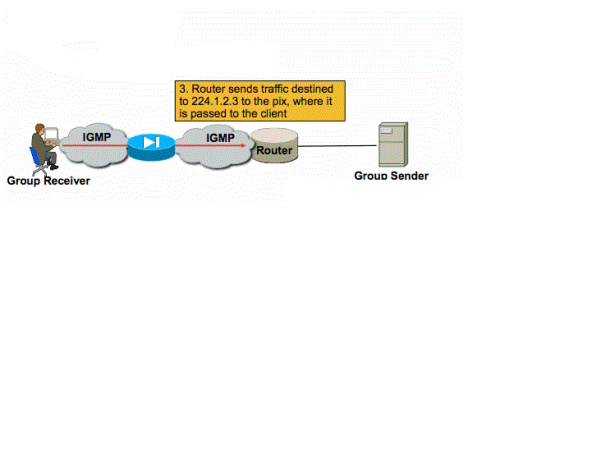 3. Router sends traffic destined
to 224.1.2.3 to the pix, where it
is passed to the client
IGMP
IGMP
Router
Group Receiver
Group Sender